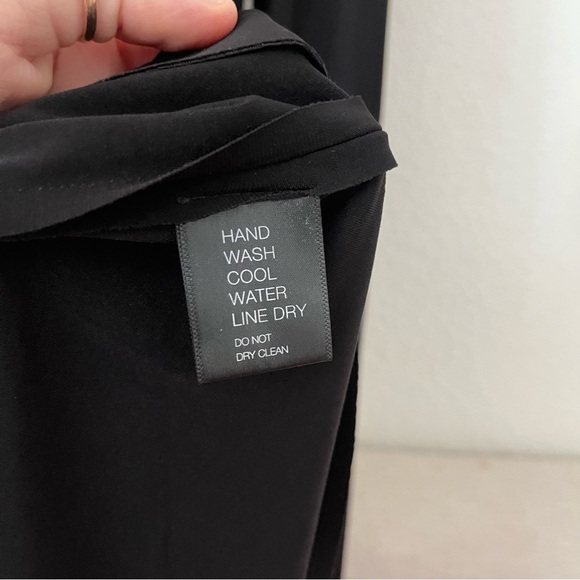 HAND
WASH
COOL
WATER
LINE DRY
DO NOT
DRY CLEAN